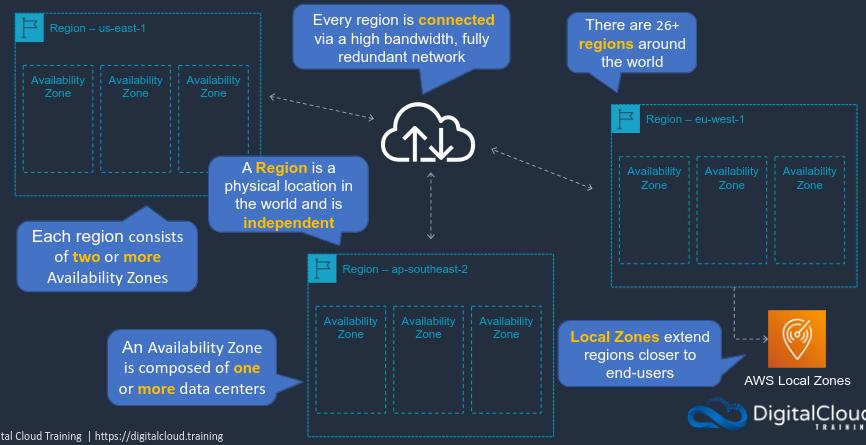 Region – us-east-1
Availability
Zone
Availability
Zone
Availability
Zone
Every region is connected
via a high bandwidth, fully
redundant network
There are 26+
regions around
the world
Region – eu-west-1
Availability
Zone
Availability
Zone
Availability
Zone
A Region is a
physical location in
the world and is
independent
Each region consists
of two or more
Availability Zones
Region – ap-southeast-2
Availability
Zone
Availability
Zone
Availability
Zone
An Availability Zone
is composed of one
or more data centers
Local Zones extend
regions closer to
end-users
AWS Local Zones
DigitalCloud
TRAININ
tal Cloud Training | https://digitalcloud.training